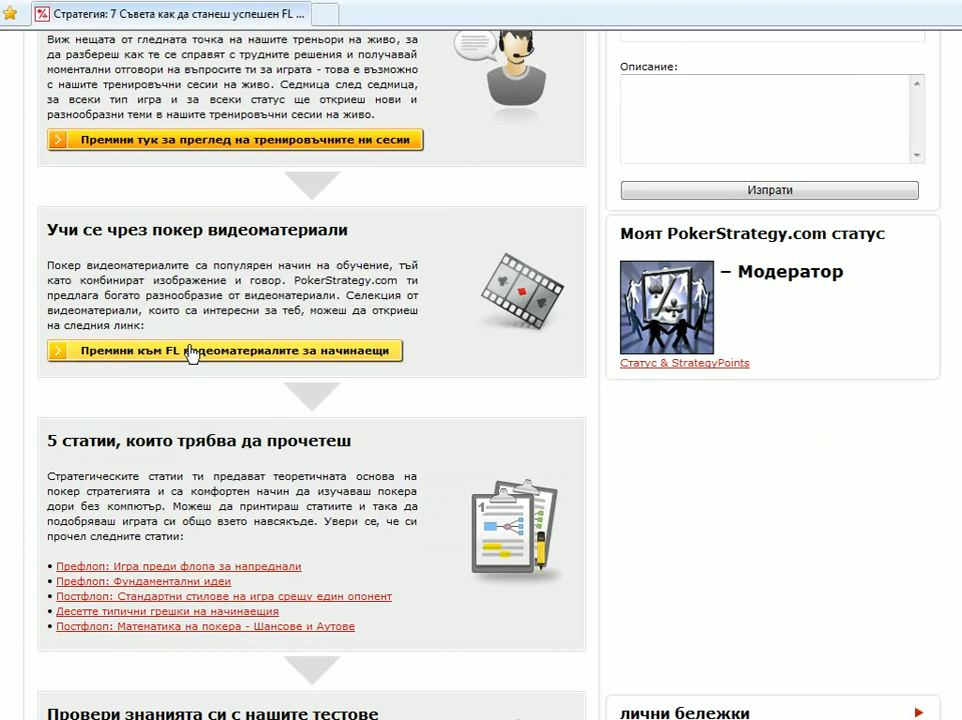 Стратегия: 7 Съвета как да станеш успешен FL ...
Виж нещата от гледната точка на нашите треньори на живо, за
да разбереш как те се справят с трудните решения и получавай
моментални отговори на въпросите ти за играта - това е възможно
с нашите тренировъчни сесии на живо. Седмица след седмица,
за всеки тип игра и за всеки статус ще откриеш нови и
разнообразни теми в нашите тренировъчни сесии на живо.
Премини тук за преглед на тренировъчните ни сесии
Учи се чрез покер видеоматериали
Покер видеоматериалите са популярен начин на обучение, тъй
като комбинират изображение и говор. PokerStrategy.com ти
предлага богато разнообразие от видеоматериали. Селекция от
видеоматериали, които са интересни за теб, можеш да откриеш
на следния линк:
Премини към FL видеоматериалите за начинаещи
5 статии, които трябва да прочетеш
Стратегическите статии ти предават теоретичната основа на
покер стратегията и са комфортен начин да изучаваш покера
дори без компютър. Можеш да принтираш статиите и така да
подобряваш играта си общо взето навсякъде. Увери се, че си
прочел следните статии:
• Префлоп: Игра преди флопа за напреднали
• Префлоп: Фундаментални идеи
• Постфлоп: Стандартни стилове на игра срещу един опонент
• Десетте типични грешки на начинаещия
• Постфлоп: Математика на покера - Шансове и Аутове
Провери знанията си с нашите тестове
Описание:
Изпрати
Моят PokerStrategy.com статус
– Модератор
Статус & StrategyPoints
лични бележки